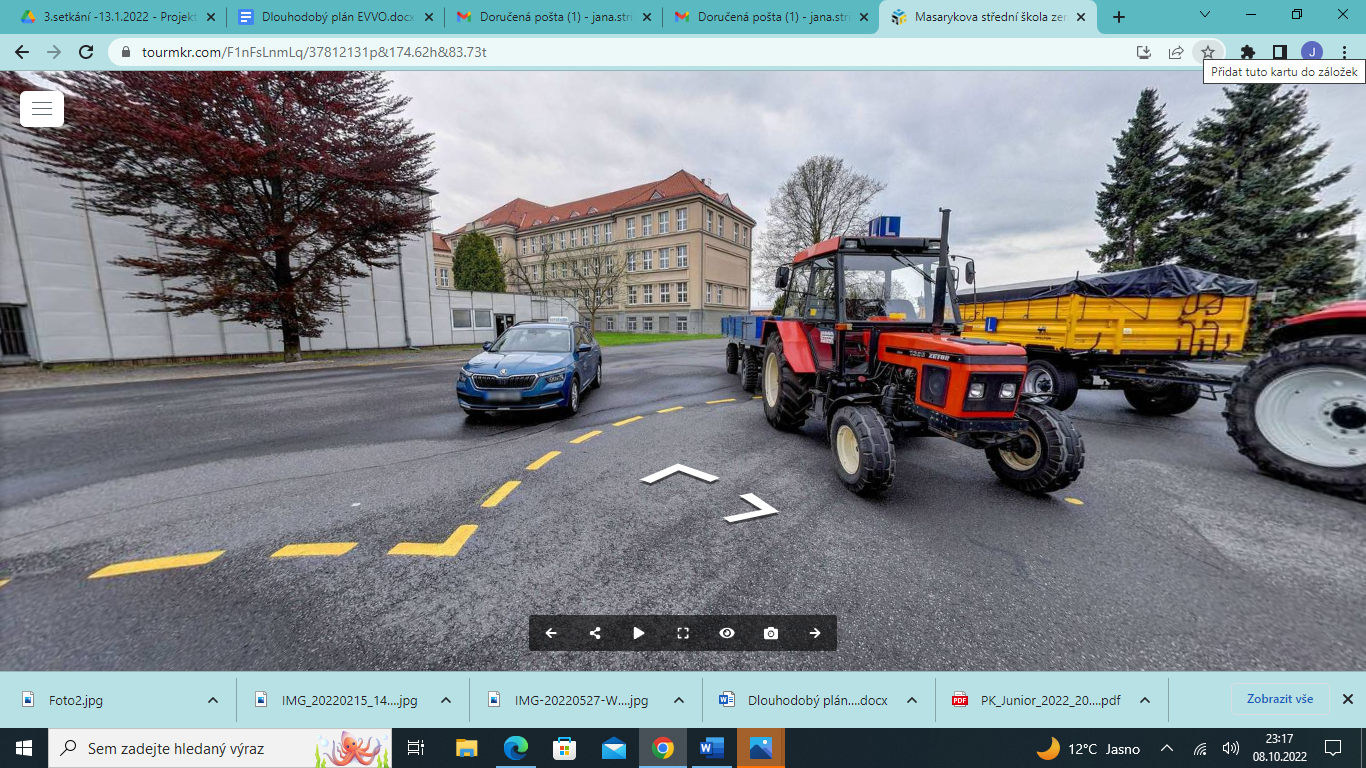 3.setkání -13.1.2022 - Projekt
Dlouhodobý plán EVVO.docx
Doručená pošta (1) - jana.stri
Doručená pošta (1) - jana.stri
Masarykova střední škola zem
tourmkr.com/F1nFsLnmLq/37812131p&174.62h&83.73t
J
Přidat tuto kartu do záložek
L
L
ZETOR
Foto2.jpg
IMG_20220215_14....jpg
IMG-20220527-W....jpg
Dlouhodobý plán....docx
PDF
PK_Junior_2022_20....pdf
Zobrazit vše
Sem zadejte hledaný výraz
12°C Jasno
23:17
08.10.2022